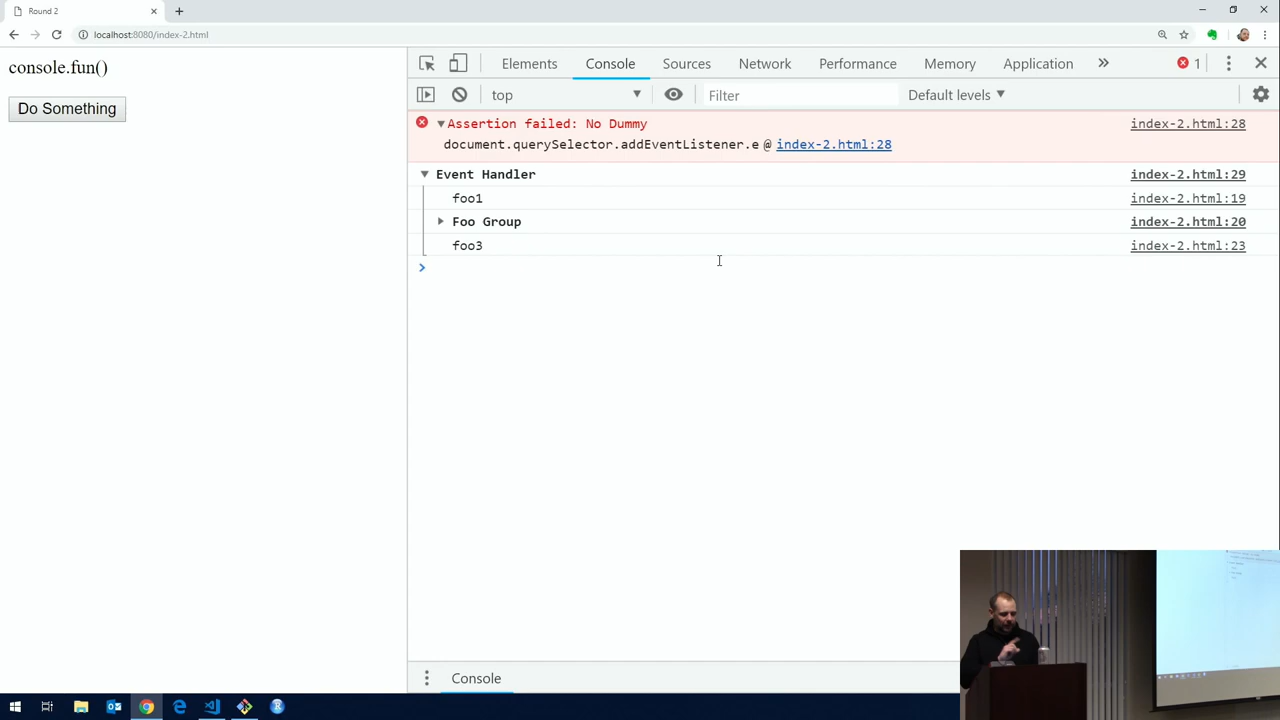 Round 2
localhost:8080/index-2.html
console.fun()
Do Something
Elements Console Sources Network Performance Memory Application 1
top Filter Default levels
Assertion failed: No Dummy index-2.html:28
document.querySelector.addEventListener.e @ index-2.html:28
Event Handler index-2.html:29
foo1 index-2.html:19
Foo Group index-2.html:20
foo3 index-2.html:23
Console